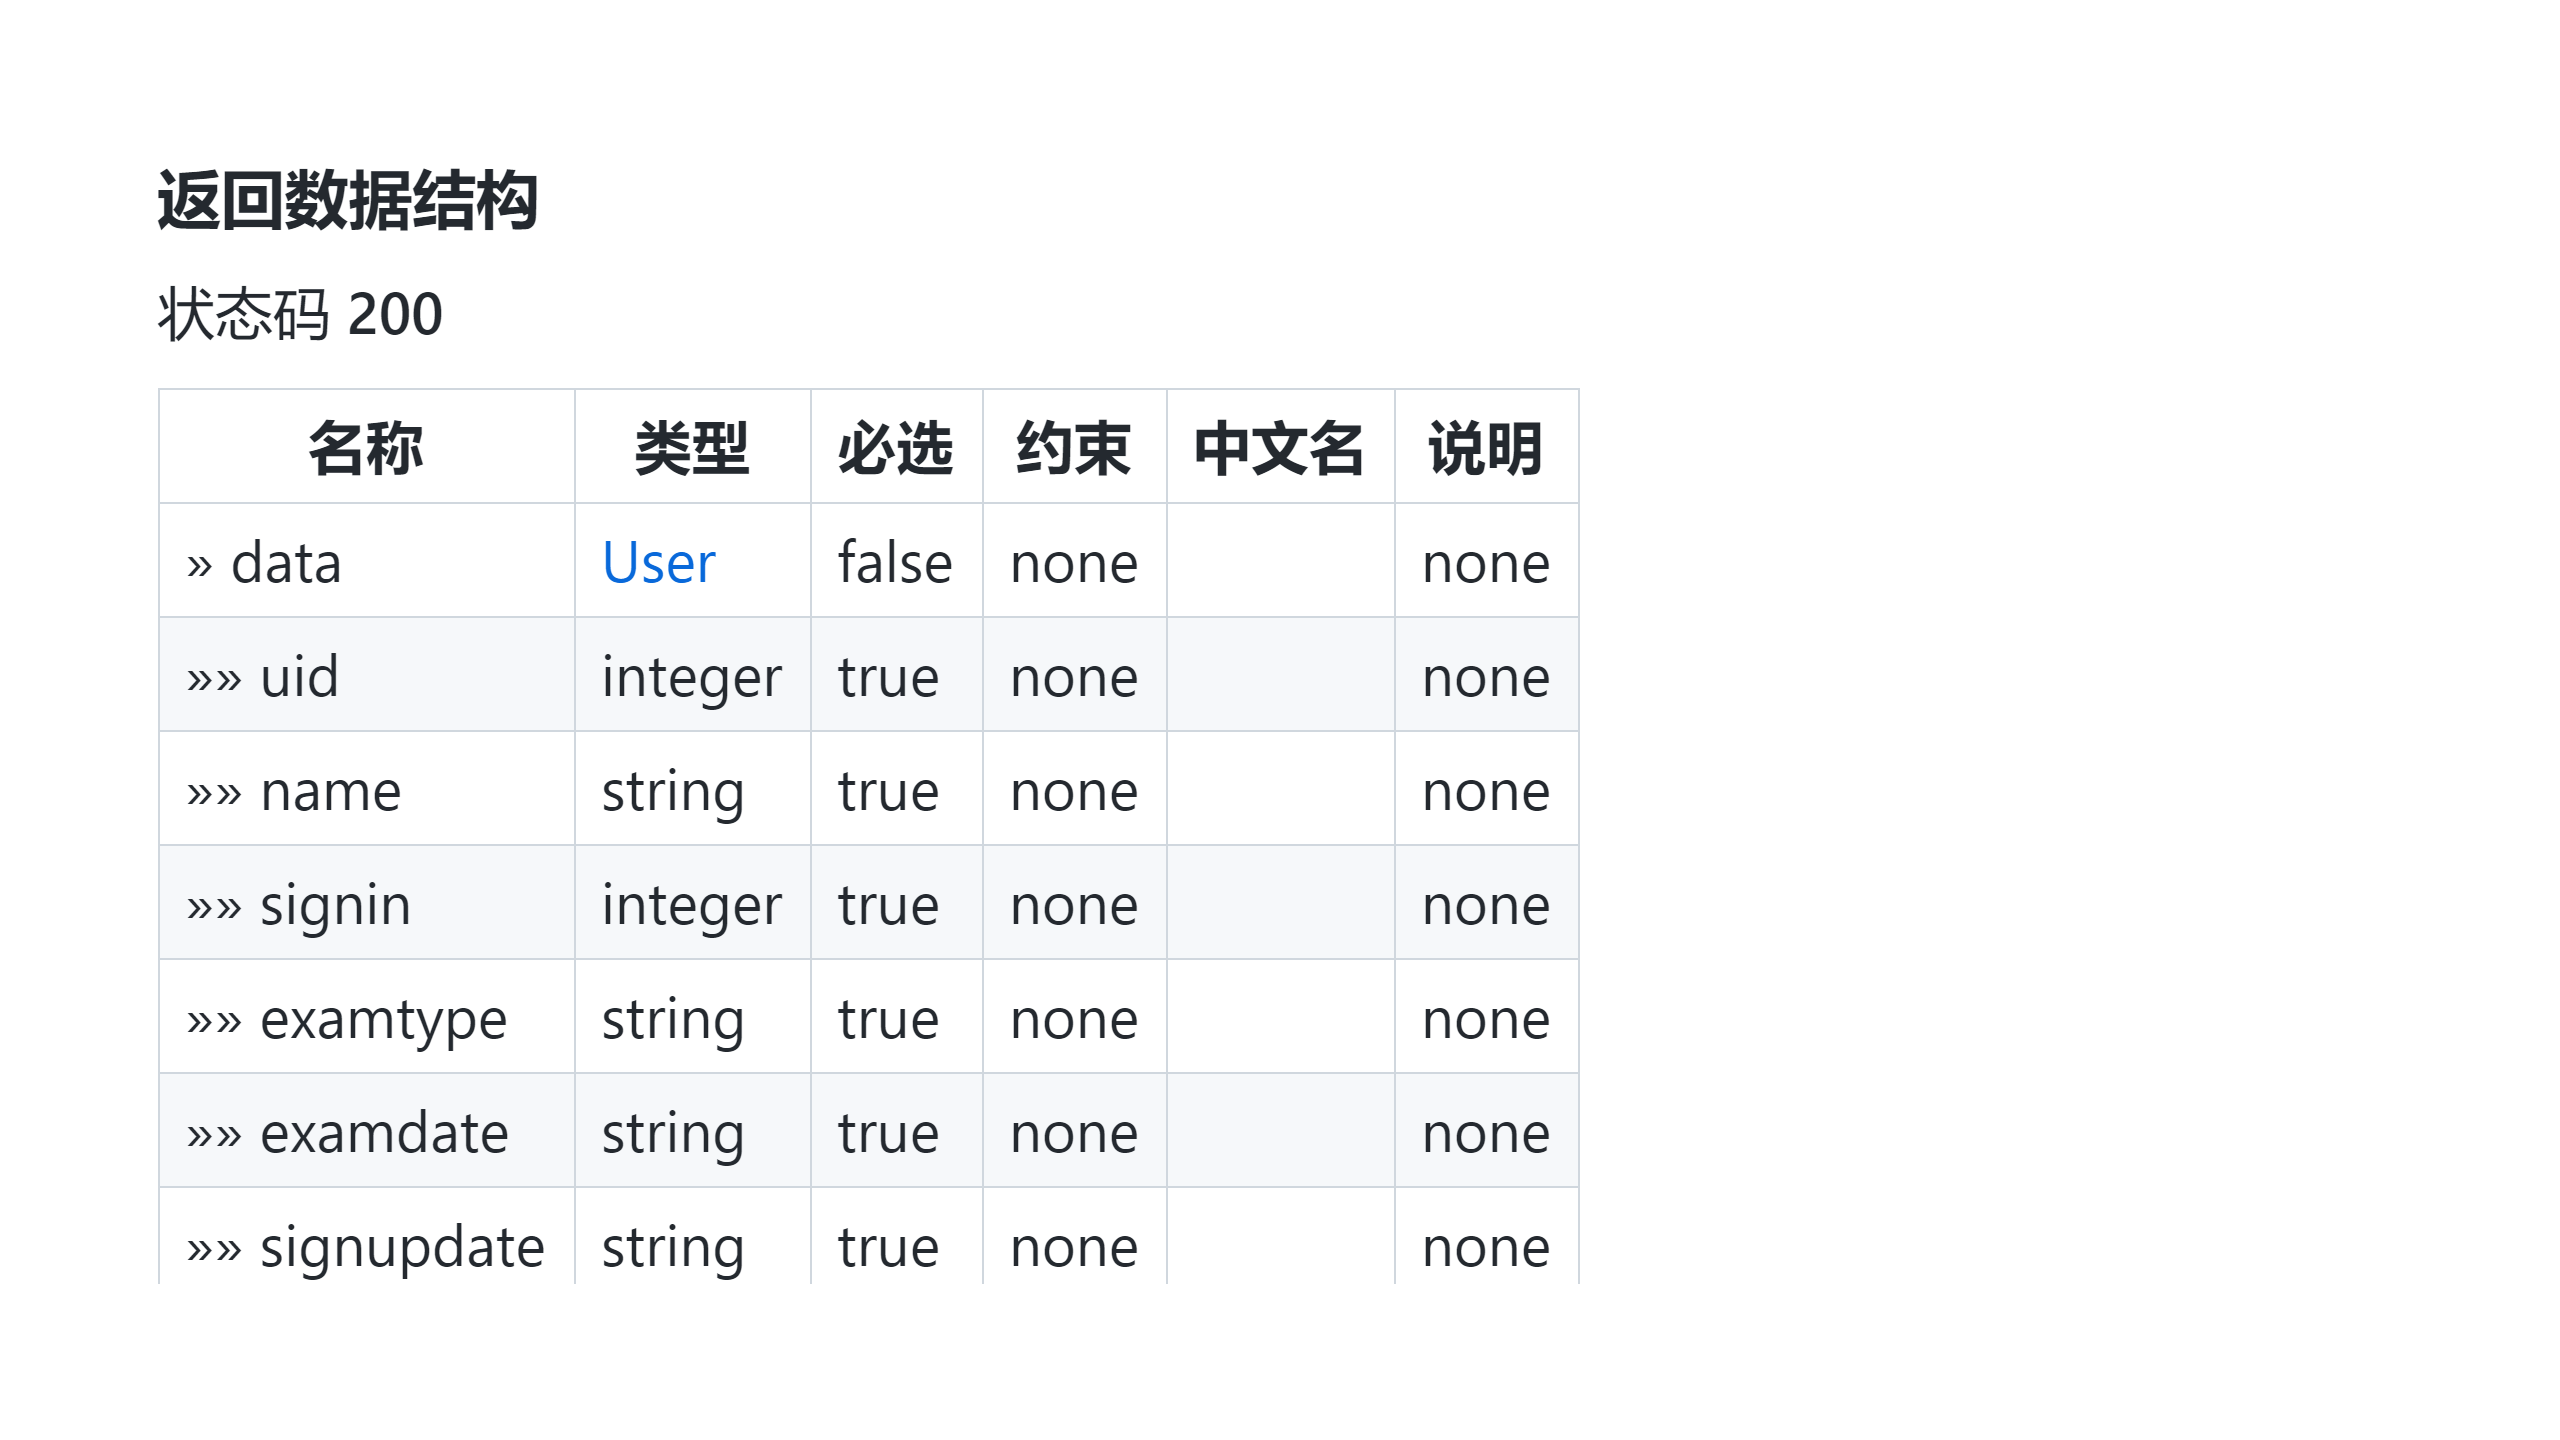 返回数据结构
状态码 200
名称 类型 必选 约束 中文名 说明
» data User false none none
»» uid integer true none none
»» name string true none none
»» signin integer true none none
»» examtype string true none none
»» examdate string true none none
»» signupdate string true none none